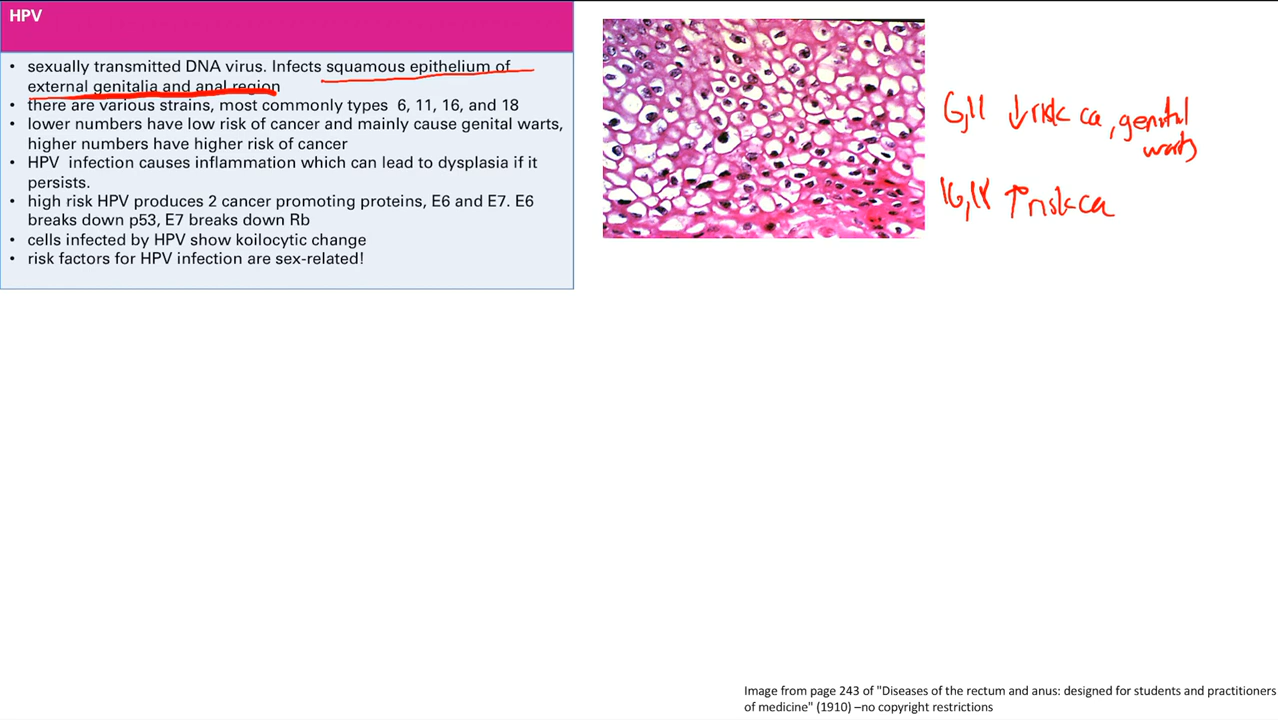 HPV
• sexually transmitted DNA virus. Infects squamous epithelium of
external genitalia and anal region
• there are various strains, most commonly types 6, 11, 16, and 18
• lower numbers have low risk of cancer and mainly cause genital warts,
higher numbers have higher risk of cancer
• HPV infection causes inflammation which can lead to dysplasia if it
persists.
• high risk HPV produces 2 cancer promoting proteins, E6 and E7. E6
breaks down p53, E7 breaks down Rb
• cells infected by HPV show koilocytic change
• risk factors for HPV infection are sex-related!
6,11 ↓ risk ca, genital
warts
16,18 ↑ risk ca
Image from page 243 of "Diseases of the rectum and anus: designed for students and practitioners
of medicine" (1910) –no copyright restrictions